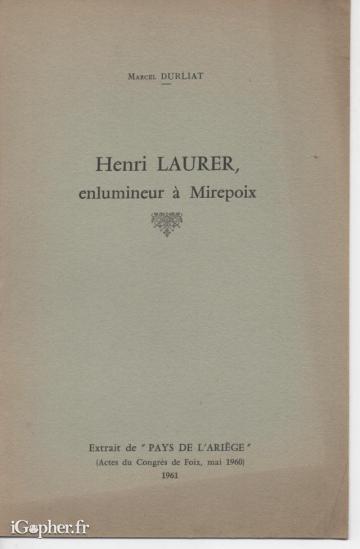 Marcel DURLIAT
Henri LAURER,
enlumineur à Mirepoix
Extrait de " PAYS DE L'ARIÈGE "
(Actes du Congrès de Foix, mai 1960)
1961
iGopher.fr